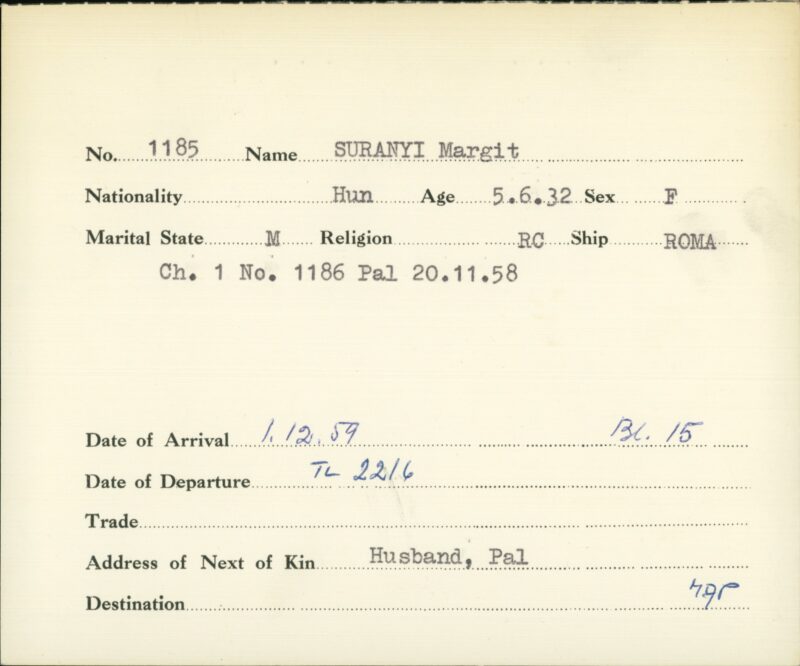 No. 1185 Name SURANYI Margit
Nationality Hun Age 5.6.32 Sex F
Marital State M Religion RC Ship ROMA
Ch. 1 No. 1186 Pal 20.11.58
Date of Arrival 1.12.59 Bl. 15
Date of Departure TL 22/6
Trade
Address of Next of Kin Husband, Pal
Destination